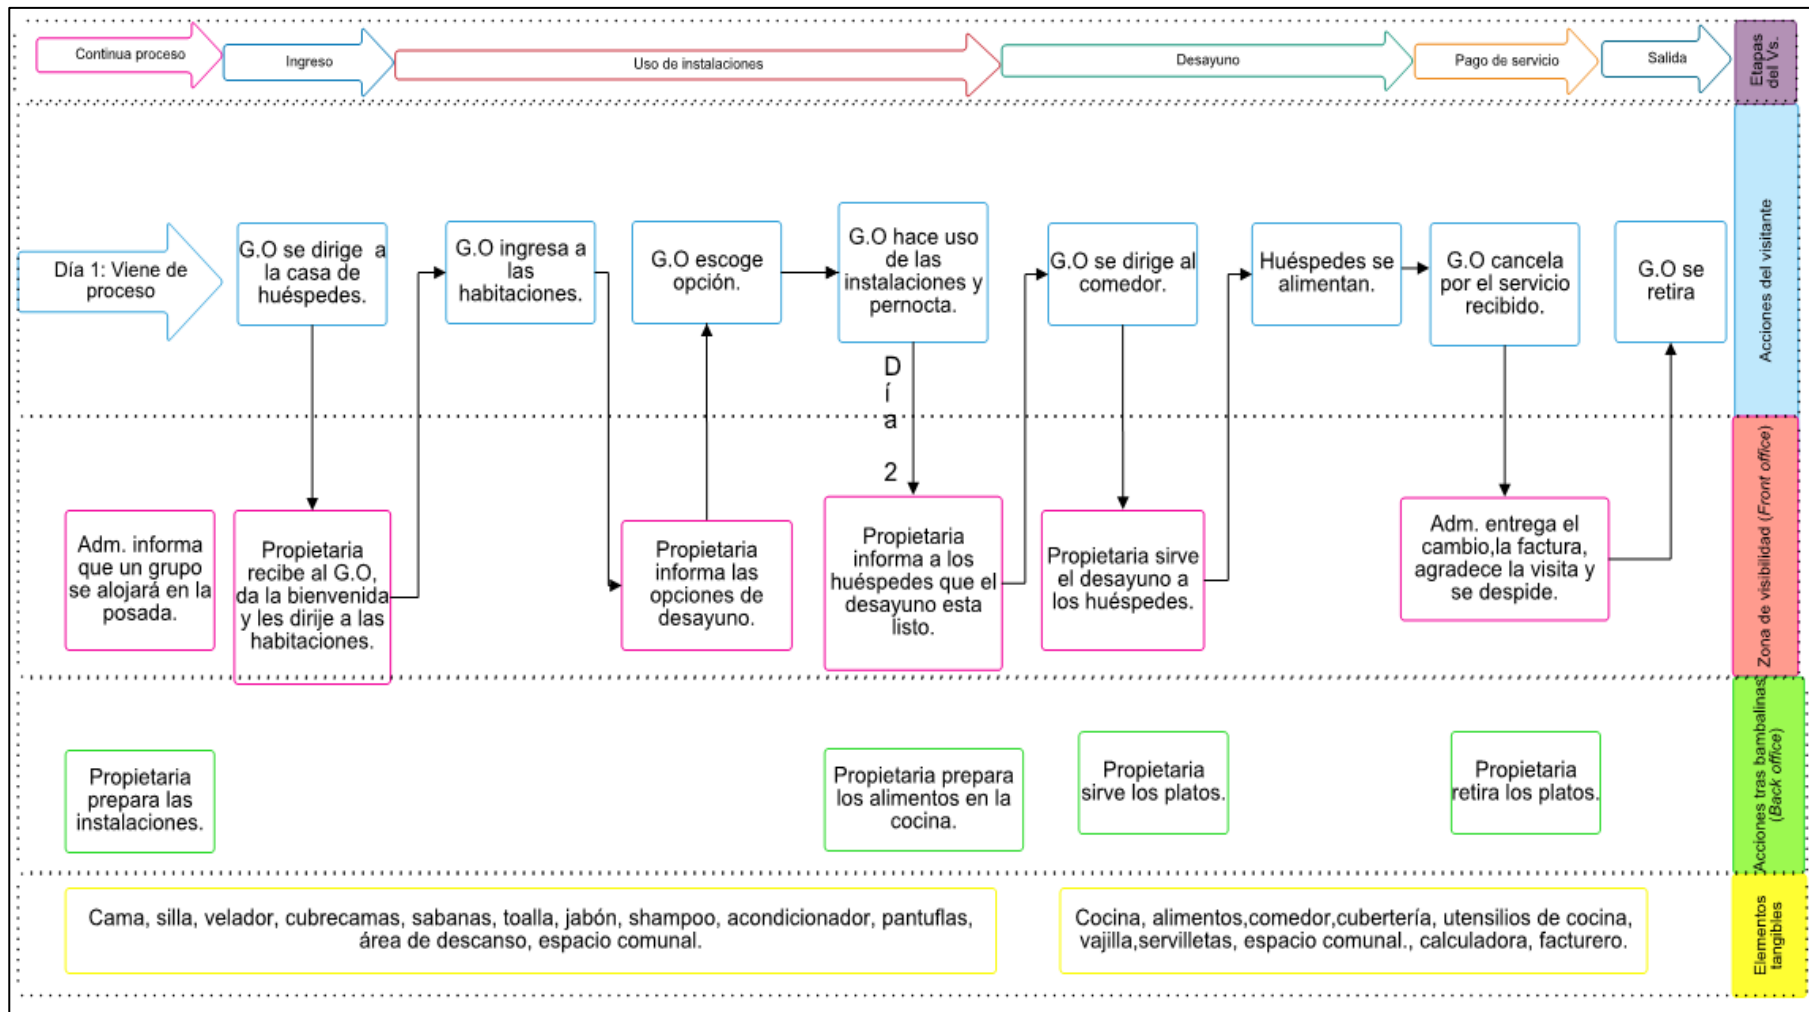 Continua proceso
Ingreso
Uso de instalaciones
Desayuno
Pago de servicio
Salida
Etapas
del Vs.
Día 1: Viene de
proceso
G.O se dirige a
la casa de
huéspedes.
G.O ingresa a
las
habitaciones.
G.O escoge
opción.
G.O hace uso
de las
instalaciones y
pernocta.
G.O se dirige al
comedor.
Huéspedes se
alimentan.
G.O cancela
por el servicio
recibido.
G.O se
retira
Acciones del visitante
D
í
a
2
Adm. informa
que un grupo
se alojará en la
posada.
Propietaria
recibe al G.O,
da la bienvenida
y les dirije a las
habitaciones.
Propietaria
informa las
opciones de
desayuno.
Propietaria
informa a los
huéspedes que el
desayuno esta
listo.
Propietaria sirve
el desayuno a
los huéspedes.
Adm. entrega el
cambio,la factura,
agradece la visita y
se despide.
Zona de visibilidad (Front office)
Propietaria
prepara las
instalaciones.
Propietaria prepara
los alimentos en la
cocina.
Propietaria
sirve los platos.
Propietaria
retira los platos.
Acciones tras bambalinas
(Back office)
Cama, silla, velador, cubrecamas, sabanas, toalla, jabón, shampoo, acondicionador, pantuflas,
área de descanso, espacio comunal.
Cocina, alimentos,comedor,cubertería, utensilios de cocina,
vajilla,servilletas, espacio comunal., calculadora, facturero.
Elementos
tangibles